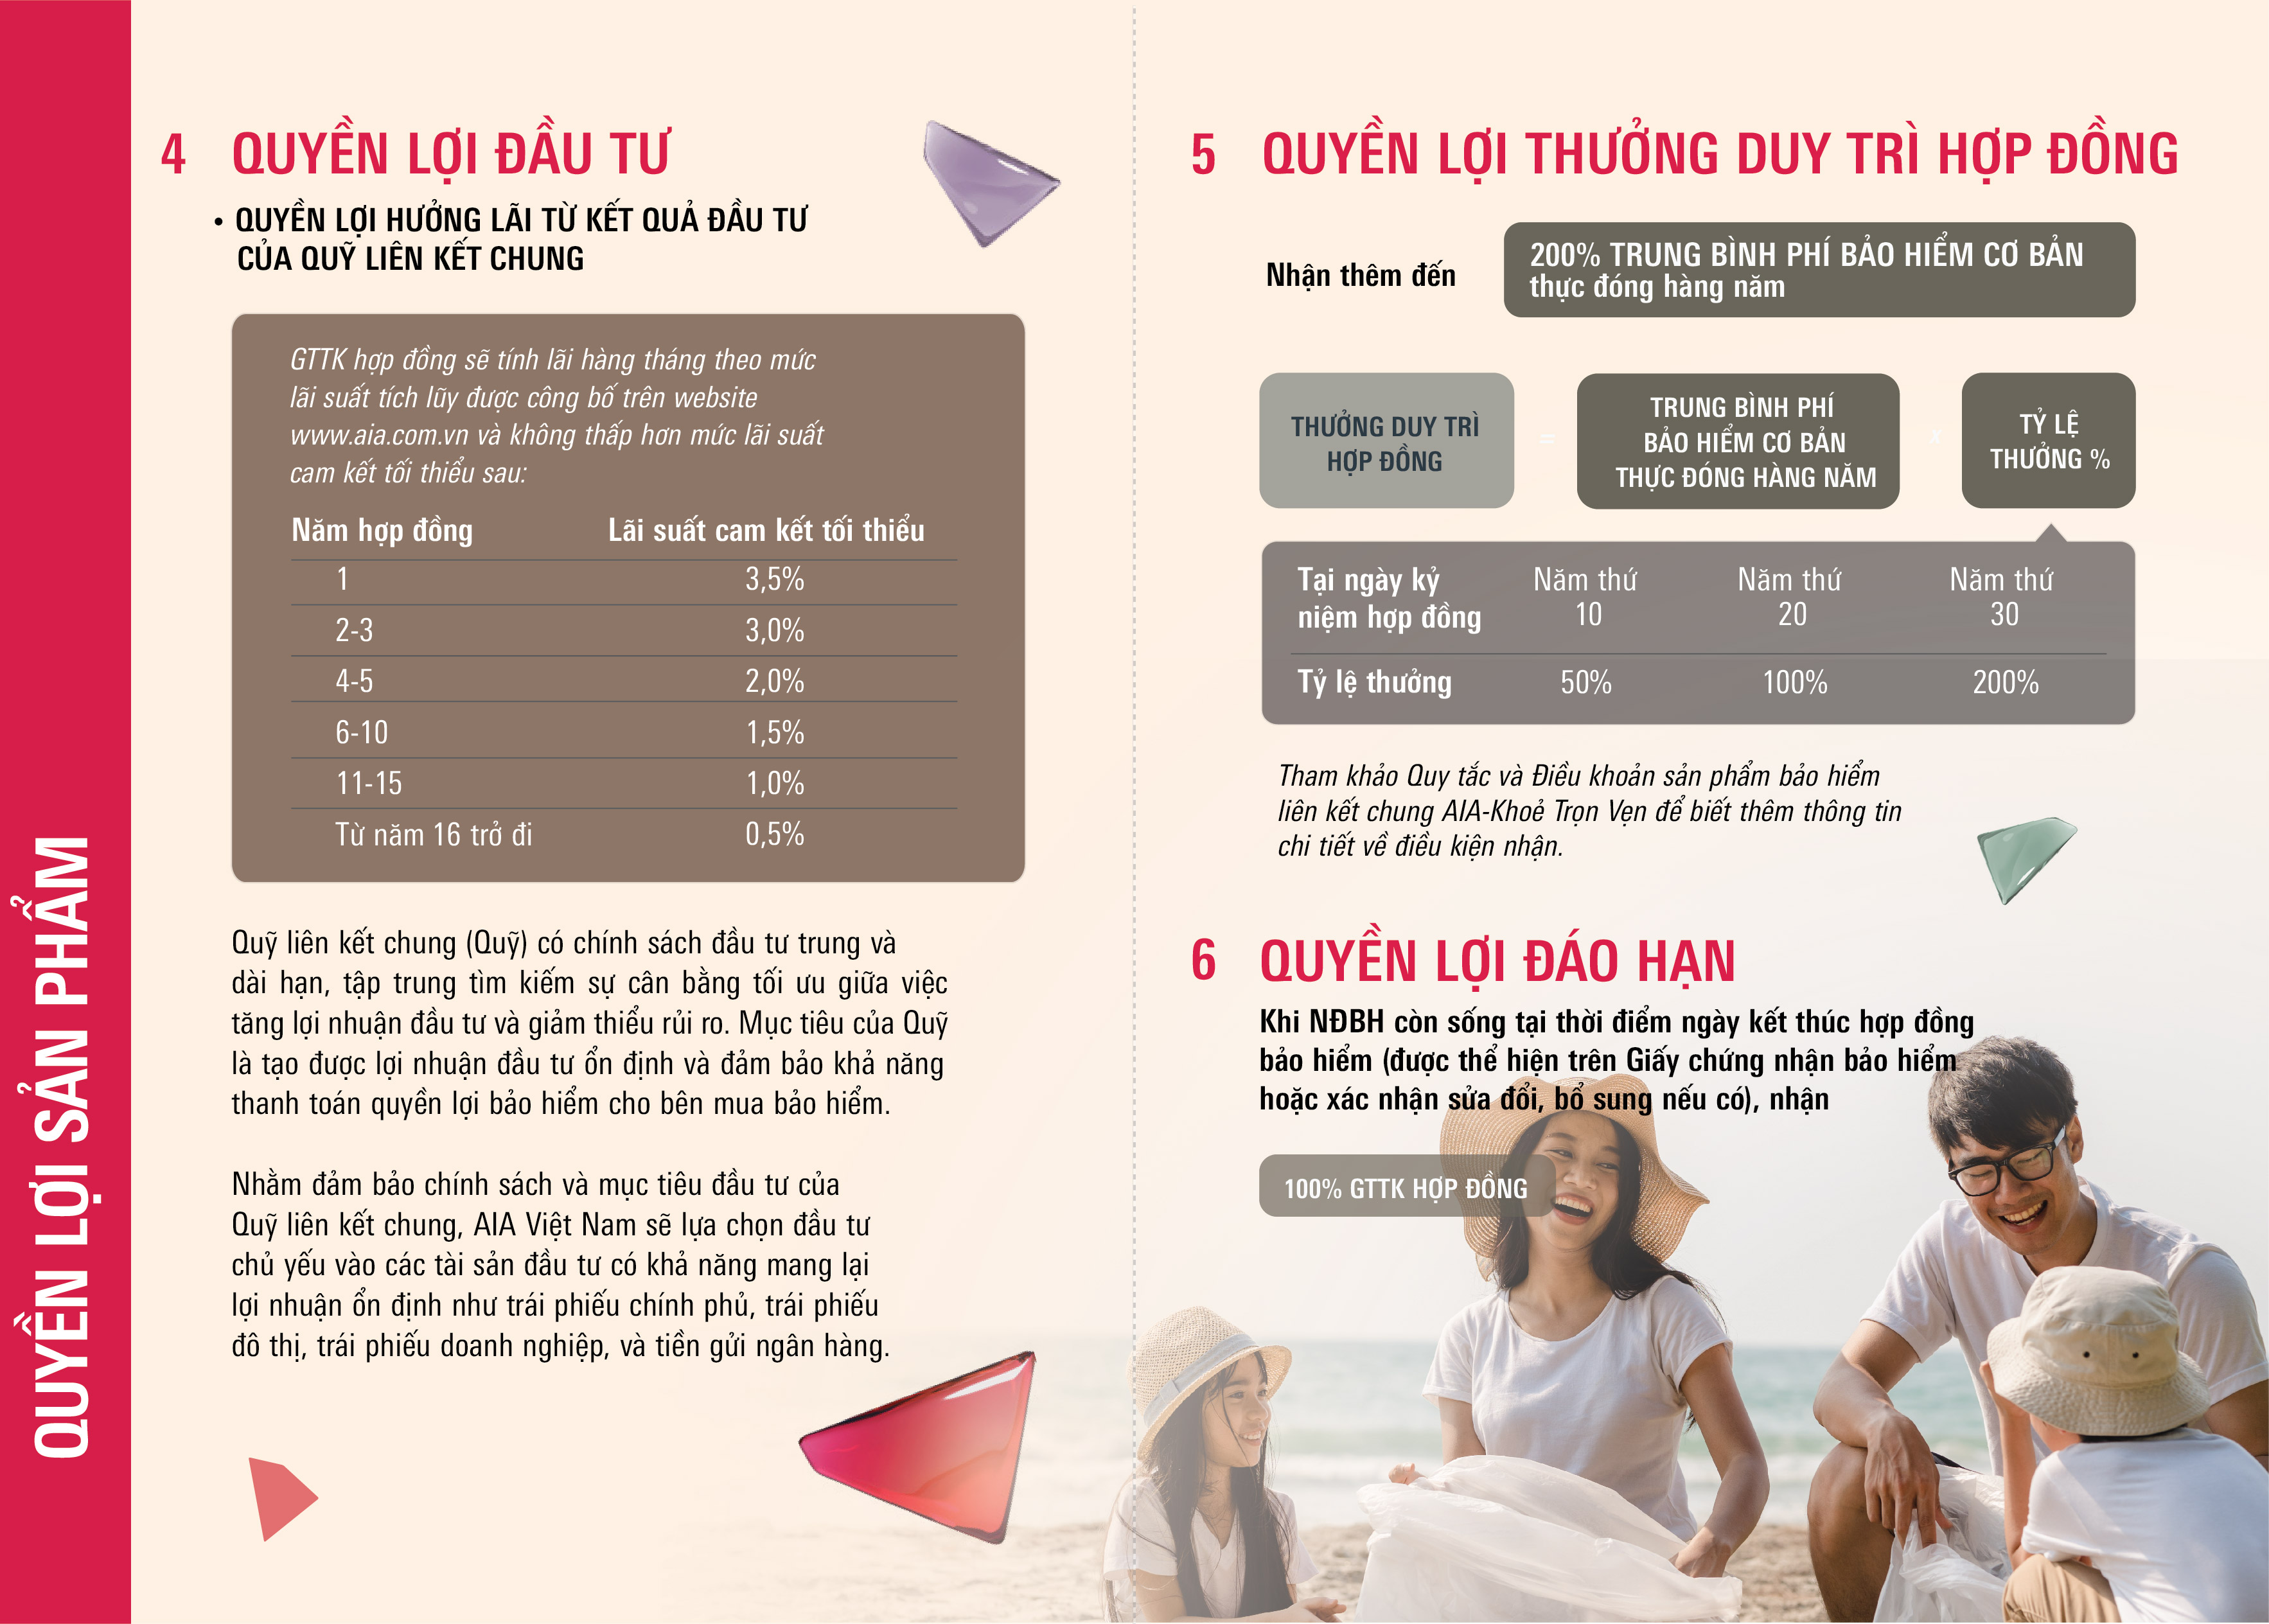 QUYỀN LỢI SẢN PHẨM
4 QUYỀN LỢI ĐẦU TƯ
• QUYỀN LỢI HƯỞNG LÃI TỪ KẾT QUẢ ĐẦU TƯ
CỦA QUỸ LIÊN KẾT CHUNG
GTTK hợp đồng sẽ tính lãi hàng tháng theo mức
lãi suất tích lũy được công bố trên website
www.aia.com.vn và không thấp hơn mức lãi suất
cam kết tối thiểu sau:
Năm hợp đồng Lãi suất cam kết tối thiểu
1 3,5%
2-3 3,0%
4-5 2,0%
6-10 1,5%
11-15 1,0%
Từ năm 16 trở đi 0,5%
Quỹ liên kết chung (Quỹ) có chính sách đầu tư trung và
dài hạn, tập trung tìm kiếm sự cân bằng tối ưu giữa việc
tăng lợi nhuận đầu tư và giảm thiểu rủi ro. Mục tiêu của Quỹ
là tạo được lợi nhuận đầu tư ổn định và đảm bảo khả năng
thanh toán quyền lợi bảo hiểm cho bên mua bảo hiểm.
Nhằm đảm bảo chính sách và mục tiêu đầu tư của
Quỹ liên kết chung, AIA Việt Nam sẽ lựa chọn đầu tư
chủ yếu vào các tài sản đầu tư có khả năng mang lại
lợi nhuận ổn định như trái phiếu chính phủ, trái phiếu
đô thị, trái phiếu doanh nghiệp, và tiền gửi ngân hàng.
5 QUYỀN LỢI THƯỞNG DUY TRÌ HỢP ĐỒNG
Nhận thêm đến
200% TRUNG BÌNH PHÍ BẢO HIỂM CƠ BẢN
thực đóng hàng năm
THƯỞNG DUY TRÌ
HỢP ĐỒNG
=
TRUNG BÌNH PHÍ
BẢO HIỂM CƠ BẢN
THỰC ĐÓNG HÀNG NĂM
x
TỶ LỆ
THƯỞNG %
Tại ngày kỷ
niệm hợp đồng
Năm thứ
10
Năm thứ
20
Năm thứ
30
Tỷ lệ thưởng 50% 100% 200%
Tham khảo Quy tắc và Điều khoản sản phẩm bảo hiểm
liên kết chung AIA-Khoẻ Trọn Vẹn để biết thêm thông tin
chi tiết về điều kiện nhận.
6 QUYỀN LỢI ĐÁO HẠN
Khi NĐBH còn sống tại thời điểm ngày kết thúc hợp đồng
bảo hiểm (được thể hiện trên Giấy chứng nhận bảo hiểm
hoặc xác nhận sửa đổi, bổ sung nếu có), nhận
100% GTTK HỢP ĐỒNG